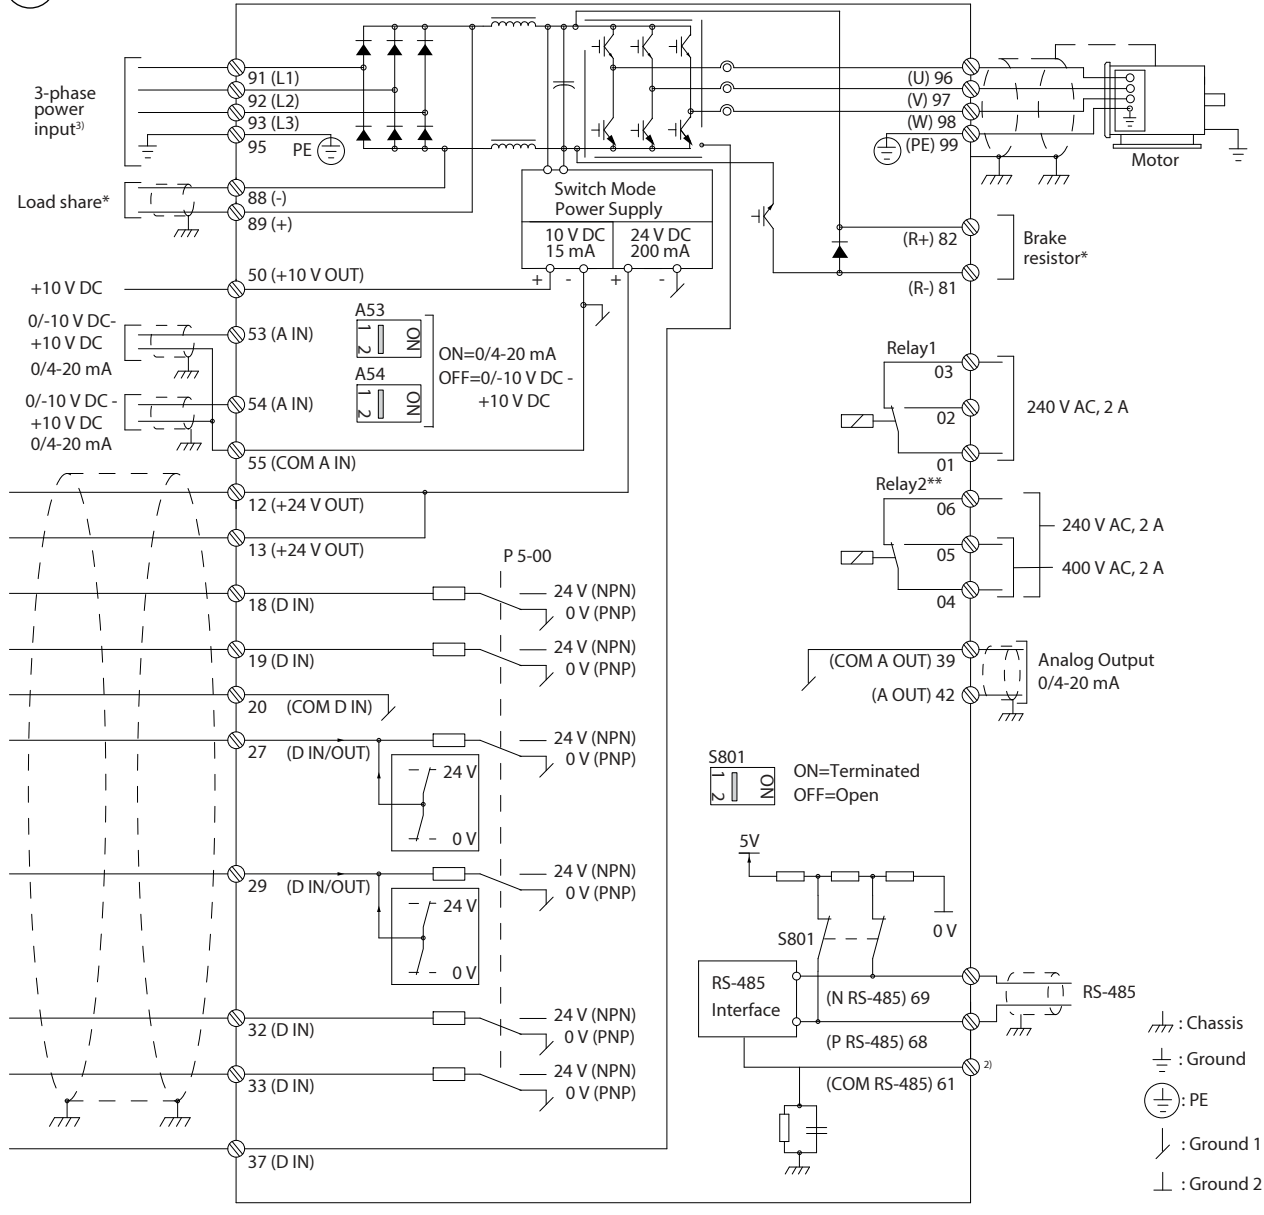 3-phase
power
input3)
91 (L1)
92 (L2)
93 (L3)
95
PE
Load share*
88 (-)
89 (+)
Switch Mode
Power Supply
10 V DC
15 mA
24 V DC
200 mA
+ - + -
(U) 96
(V) 97
(W) 98
(PE) 99
Motor
(R+) 82
(R-) 81
Brake
resistor*
+10 V DC
50 (+10 V OUT)
0/-10 V DC-
+10 V DC
0/4-20 mA
53 (A IN)
0/-10 V DC -
+10 V DC
0/4-20 mA
54 (A IN)
55 (COM A IN)
A53
1
2
ON
A54
1
2
ON
ON=0/4-20 mA
OFF=0/-10 V DC -
+10 V DC
Relay1
03
02
01
240 V AC, 2 A
Relay2**
06
05
04
240 V AC, 2 A
400 V AC, 2 A
12 (+24 V OUT)
13 (+24 V OUT)
P 5-00
18 (D IN)
24 V (NPN)
0 V (PNP)
19 (D IN)
24 V (NPN)
0 V (PNP)
20 (COM D IN)
27 (D IN/OUT)
24 V (NPN)
0 V (PNP)
24 V
0 V
29 (D IN/OUT)
24 V (NPN)
0 V (PNP)
24 V
0 V
32 (D IN)
24 V (NPN)
0 V (PNP)
33 (D IN)
24 V (NPN)
0 V (PNP)
37 (D IN)
(COM A OUT) 39
(A OUT) 42
Analog Output
0/4-20 mA
S801
1
2
ON
ON=Terminated
OFF=Open
5V
0 V
S801
RS-485
Interface
(N RS-485) 69
(P RS-485) 68
(COM RS-485) 61
2)
RS-485
: Chassis
: Ground
: PE
: Ground 1
: Ground 2